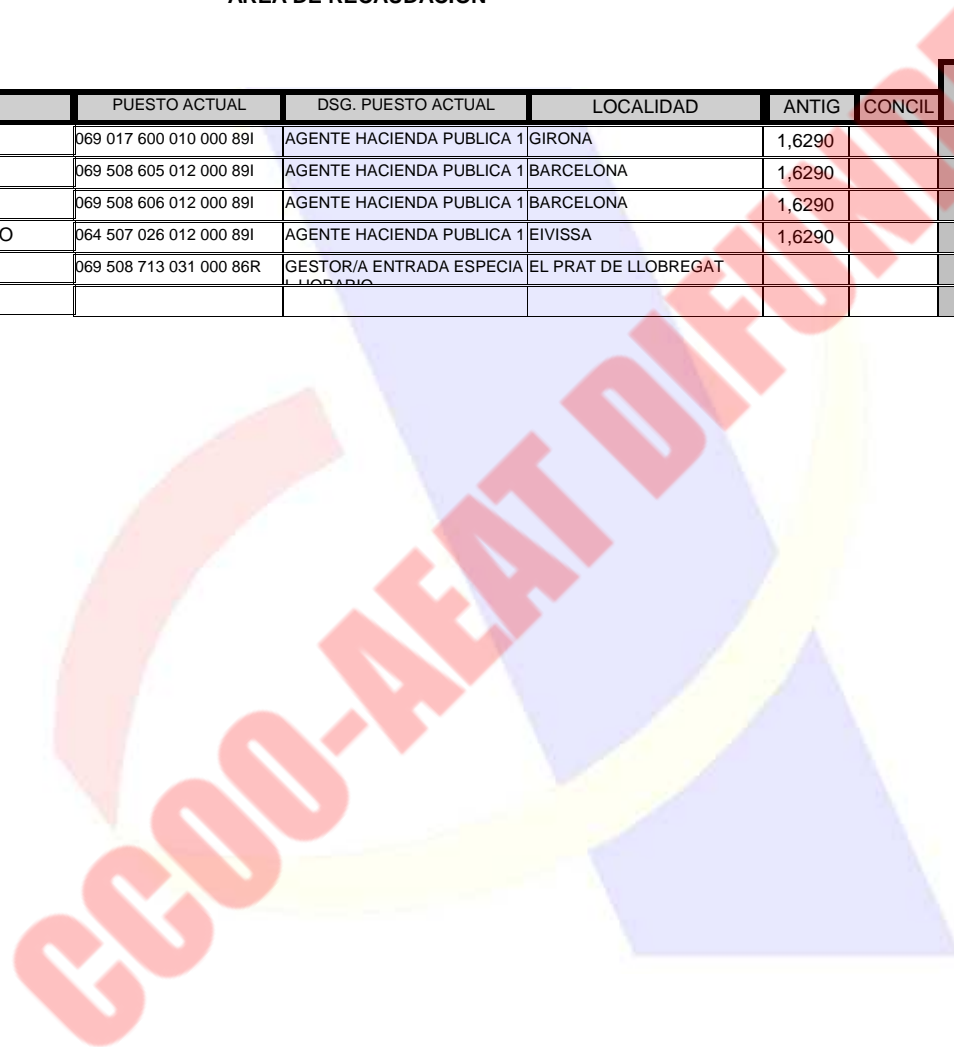 PUESTO ACTUAL DSG. PUESTO ACTUAL LOCALIDAD ANTIG CONCIL
069 017 600 010 000 89I AGENTE HACIENDA PUBLICA 1 GIRONA 1,6290
069 508 605 012 000 89I AGENTE HACIENDA PUBLICA 1 BARCELONA 1,6290
069 508 606 012 000 89I AGENTE HACIENDA PUBLICA 1 BARCELONA 1,6290
O 064 507 026 012 000 89I AGENTE HACIENDA PUBLICA 1 EIVISSA 1,6290
069 508 713 031 000 86R GESTOR/A ENTRADA ESPECIA EL PRAT DE LLOBREGAT
CCOO-AEAT